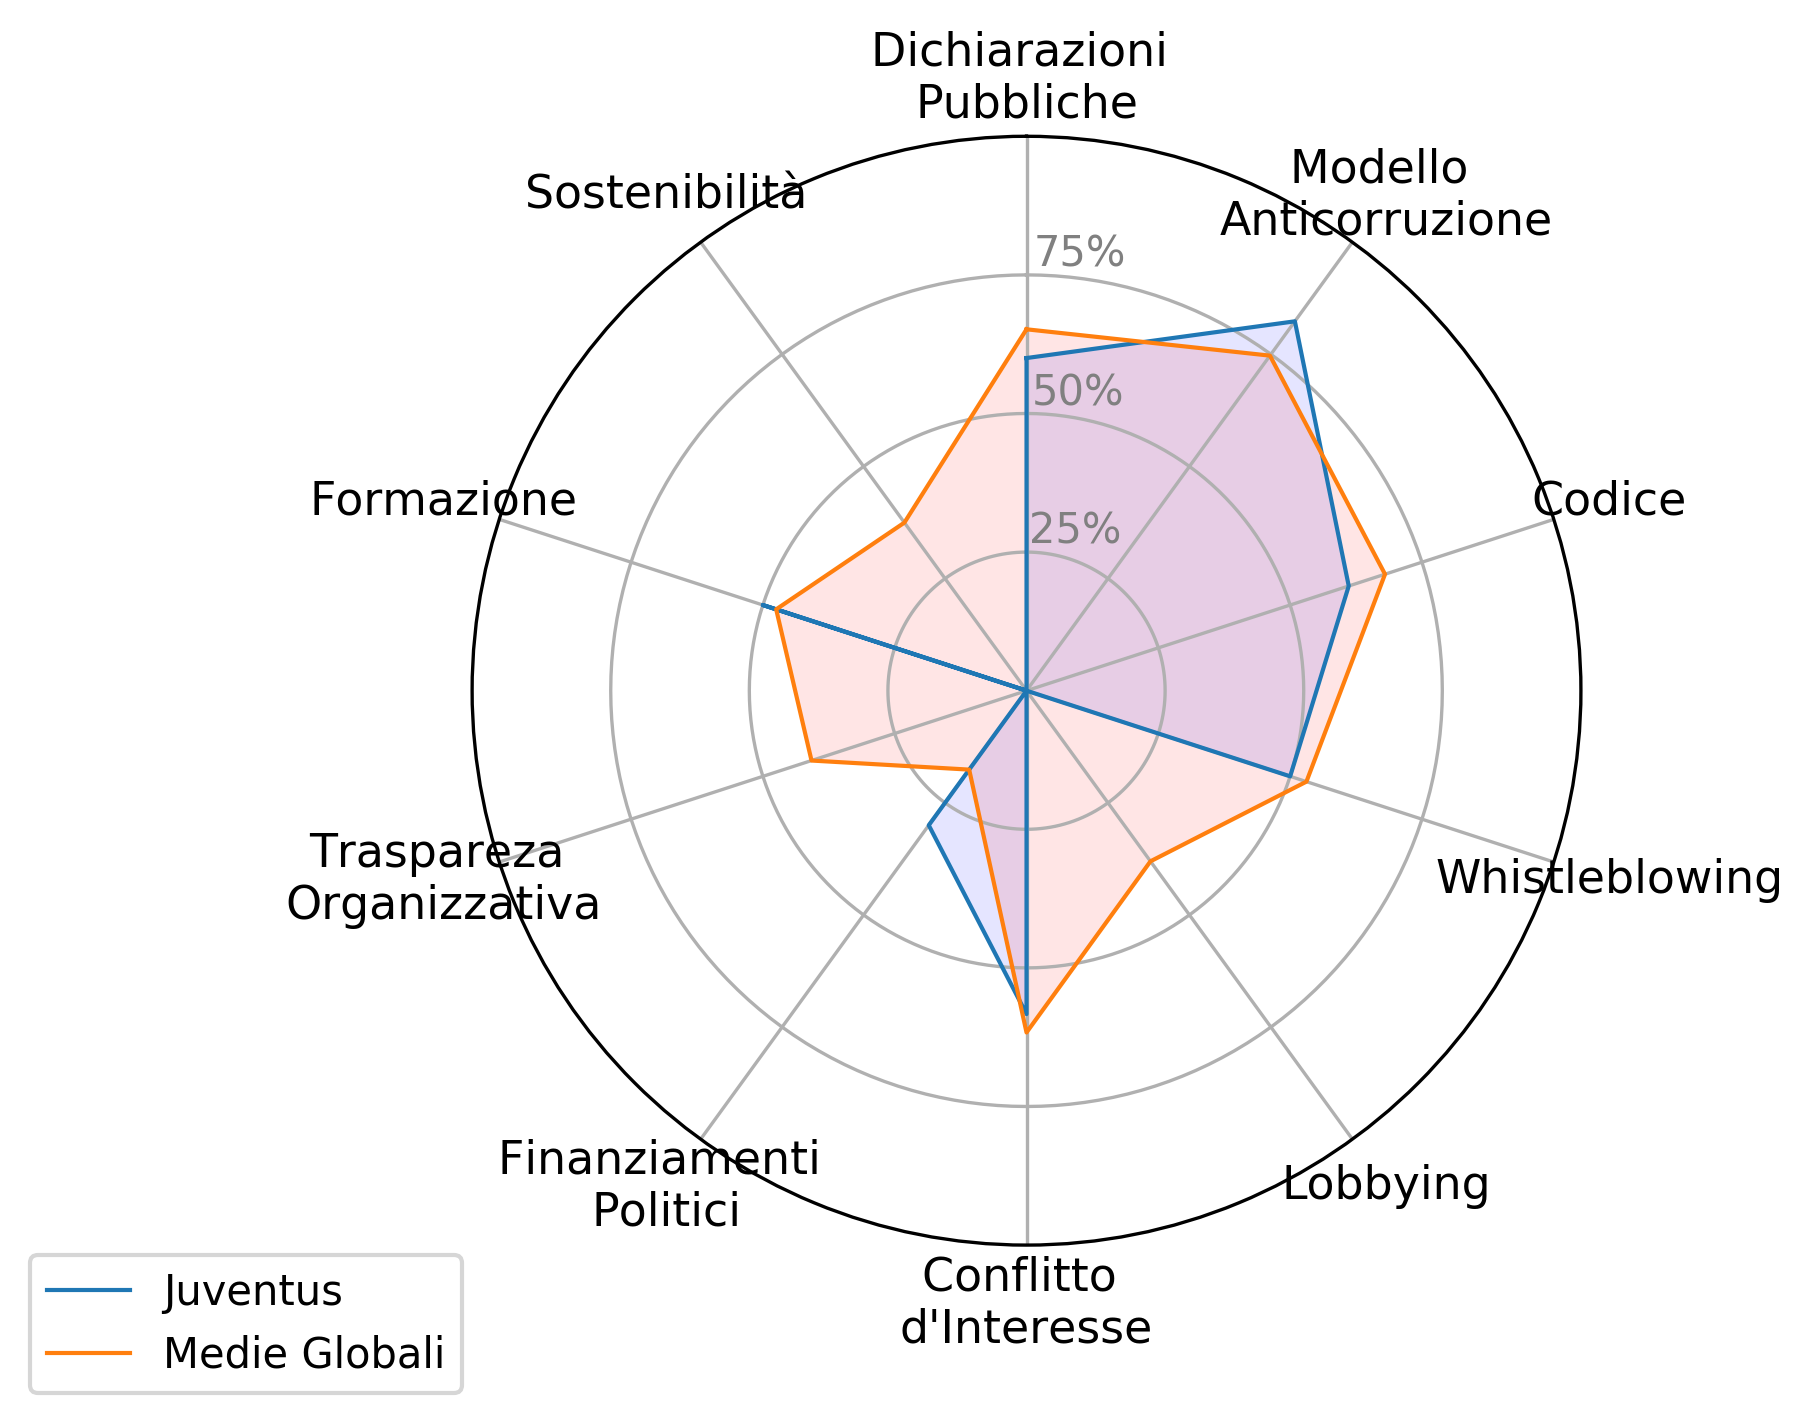 Dichiarazioni
Pubbliche
Modello
Anticorruzione
Sostenibilità
75%
50%
25%
Formazione
Codice
Traspareza
Organizzativa
Whistleblowing
Finanziamenti
Politici
Lobbying
Conflitto
d'Interesse
Juventus
Medie Globali